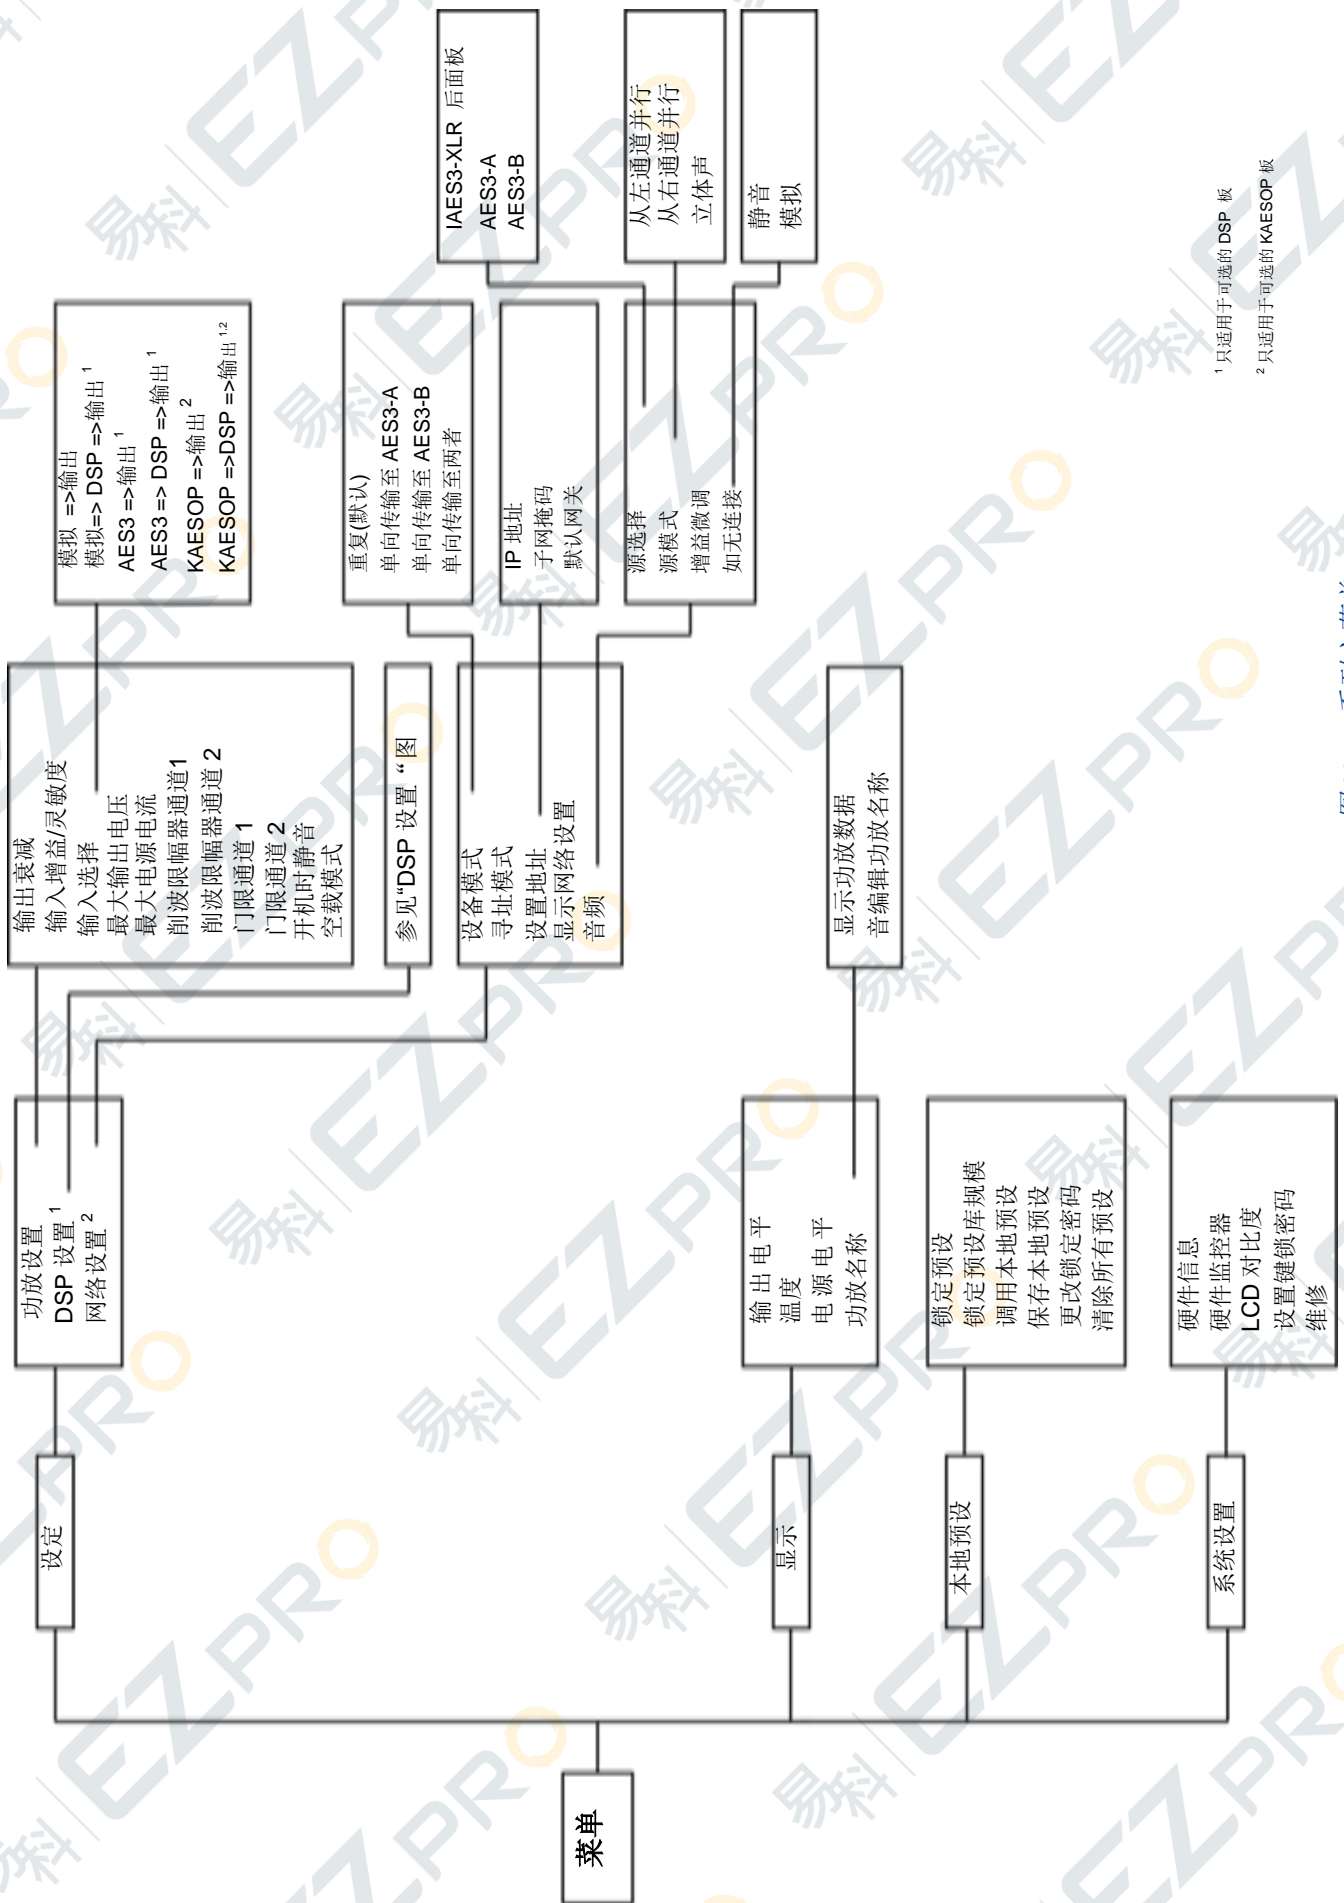 菜单
设定
显示
本地预设
系统设置
功放设置
DSP 设置 1
网络设置 2
输出电平
温度
电源电平
功放名称
锁定预设
锁定预设库规模
调用本地预设
保存本地预设
更改锁定密码
清除所有预设
硬件信息
硬件监控器
LCD 对比度
设置键锁密码
维修
输出衰减
输入增益/灵敏度
输入选择
最大输出电压
最大电源电流
削波限幅器通道1
削波限幅器通道 2
门限通道 1
门限通道 2
开机时静音
空载模式
参见“DSP 设置 “图
设备模式
寻址模式
设置地址
显示网络设置
音频
显示功放数据
音编辑功放名称
模拟 =>输出
模拟=> DSP =>输出 1
AES3 =>输出 1
AES3 => DSP =>输出 1
KAESOP =>输出 2
KAESOP =>DSP =>输出 1.2
重复(默认)
单向传输至 AES3-A
单向传输至 AES3-B
单向传输至两者
IP 地址
子网掩码
默认网关
源选择
源模式
增益微调
如无连接
IAES3-XLR 后面板
AES3-A
AES3-B
从左通道并行
从右通道并行
立体声
静音
模拟
1 只适用于可选的 DSP 板
2 只适用于可选的 KAESOP 板
易科 EZPRO